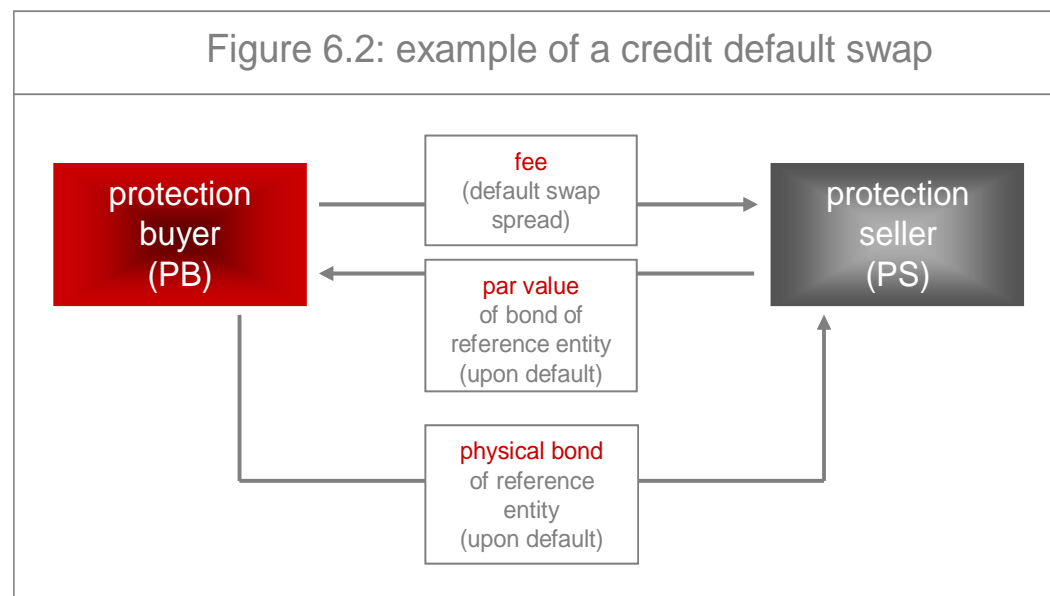 Figure 6.2: example of a credit default swap
protection
buyer
(PB)
fee
(default swap
spread)
protection
seller
(PS)
par value
of bond of
reference entity
(upon default)
physical bond
of reference
entity
(upon default)